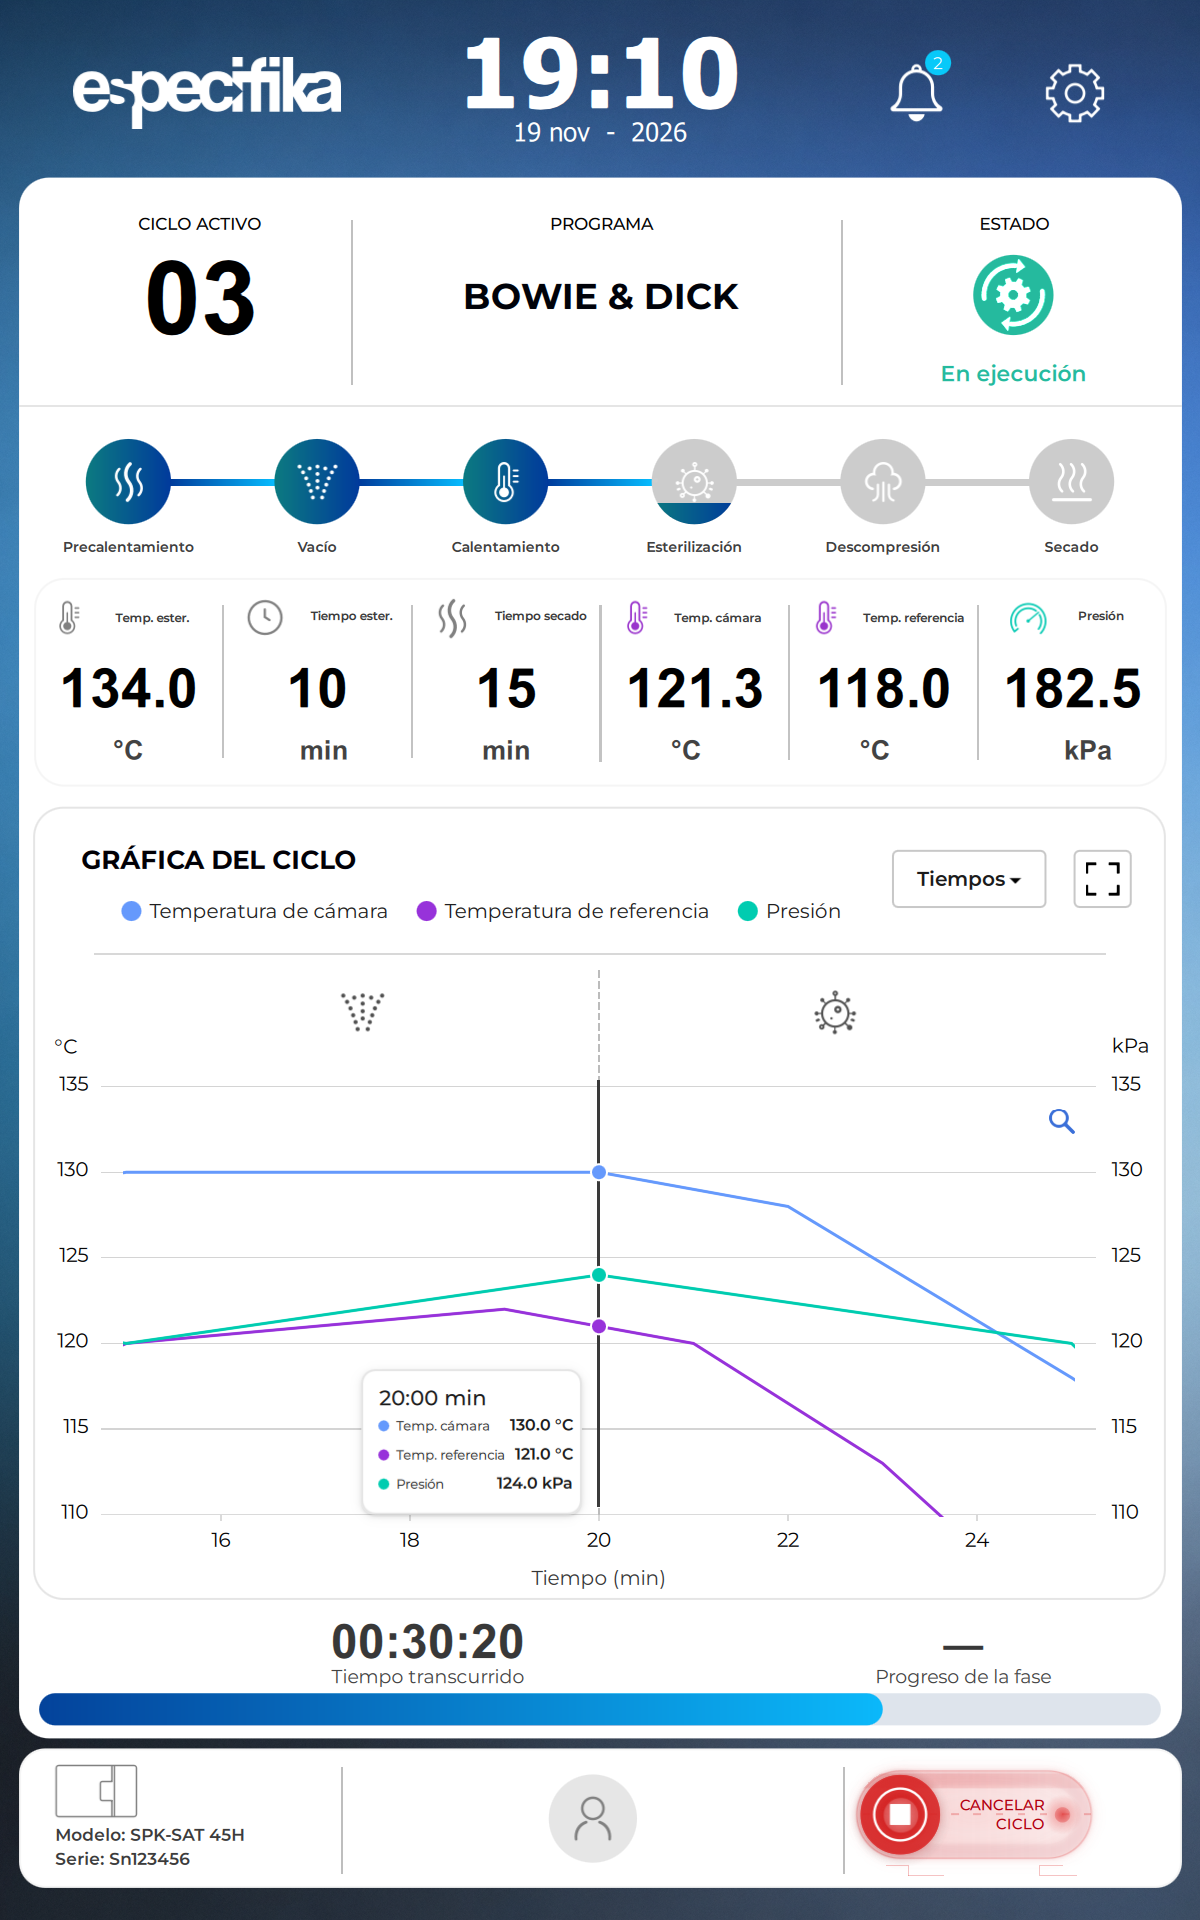 especifika
19:10
19 nov - 2026
2
CICLO ACTIVO
PROGRAMA
ESTADO
03
BOWIE & DICK
En ejecución
Precalentamiento
Vacío
Calentamiento
Esterilización
Descompresión
Secado
Temp. ester.
Tiempo ester.
Tiempo secado
Temp. cámara
Temp. referencia
Presión
134.0
10
15
121.3
118.0
182.5
°C
min
min
°C
°C
kPa
GRÁFICA DEL CICLO
Tiempos
Temperatura de cámara
Temperatura de referencia
Presión
°C
kPa
135
135
130
130
125
125
120
120
115
115
110
110
20:00 min
Temp. cámara 130.0 °C
Temp. referencia 121.0 °C
Presión 124.0 kPa
16
18
20
22
24
Tiempo (min)
00:30:20
—
Tiempo transcurrido
Progreso de la fase
Modelo: SPK-SAT 45H
Serie: Sn123456
CANCELAR
CICLO